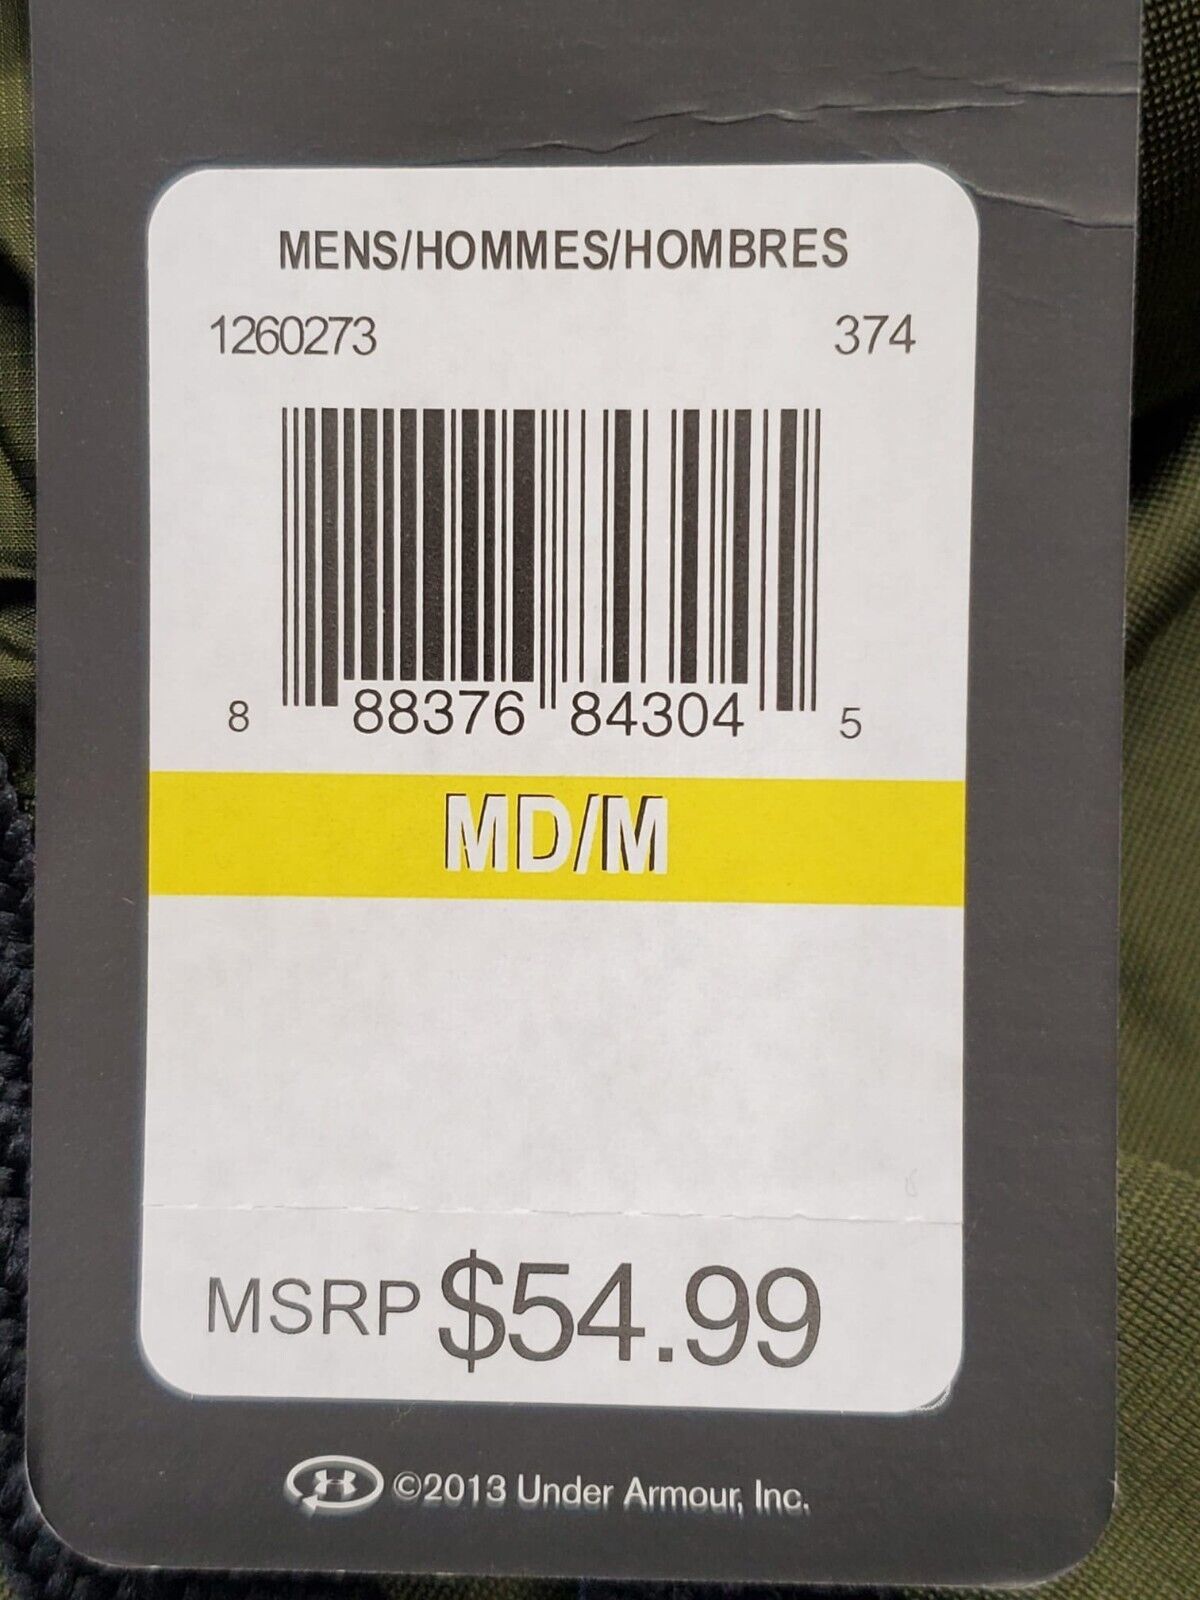 MENS/HOMMES/HOMBRES
1260273 374
8 88376 84304 5
MD/M
MSRP $54.99
©2013 Under Armour, Inc.